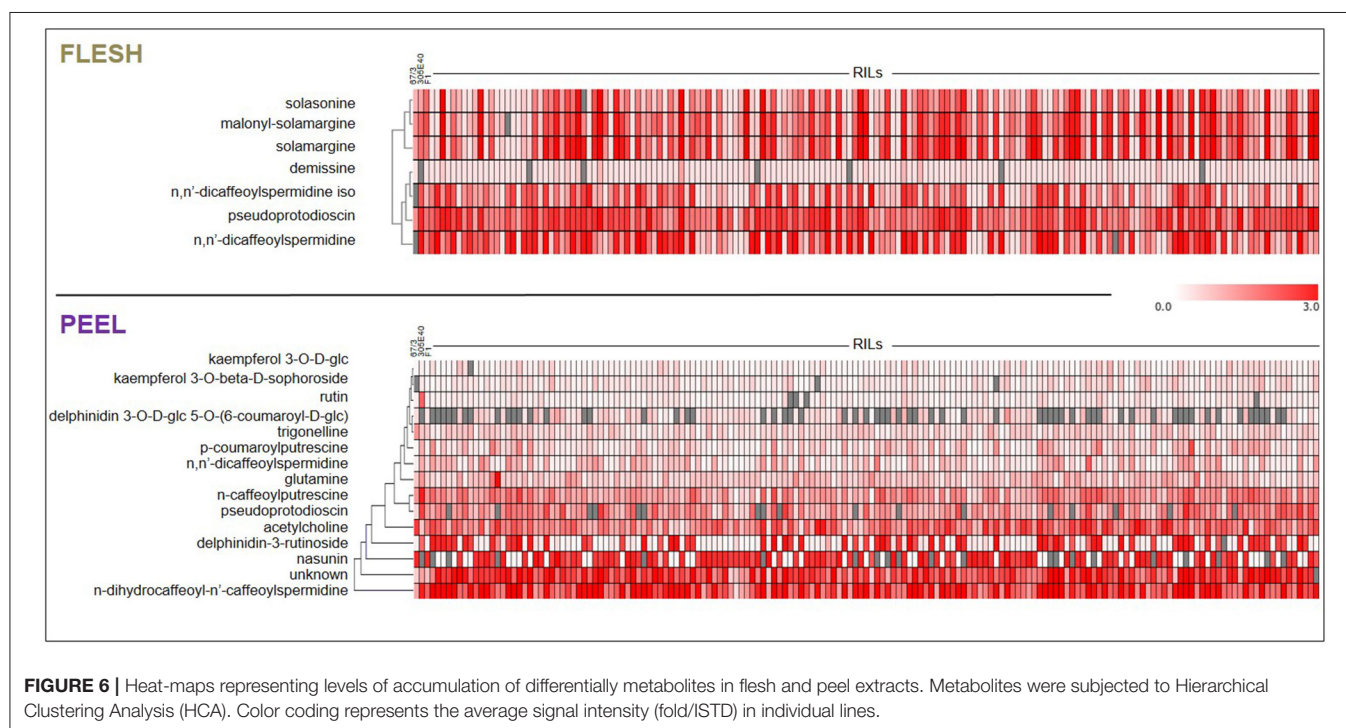 FLESH
67/3
305E40
F1
RILs
solasonine
malonyl-solamargine
solamargine
demissine
n,n'-dicaffeoylspermidine iso
pseudoprotodioscin
n,n'-dicaffeoylspermidine
0.0
3.0
PEEL
67/3
305E40
F1
RILs
kaempferol 3-O-D-glc
kaempferol 3-O-beta-D-sophoroside
rutin
delphinidin 3-O-D-glc 5-O-(6-coumaroyl-D-glc)
trigonelline
p-coumaroylputrescine
n,n'-dicaffeoylspermidine
glutamine
n-caffeoylputrescine
pseudoprotodioscin
acetylcholine
delphinidin-3-rutinoside
nasunin
unknown
n-dihydrocaffeoyl-n'-caffeoylspermidine
FIGURE 6 | Heat-maps representing levels of accumulation of differentially metabolites in flesh and peel extracts. Metabolites were subjected to Hierarchical
Clustering Analysis (HCA). Color coding represents the average signal intensity (fold/ISTD) in individual lines.